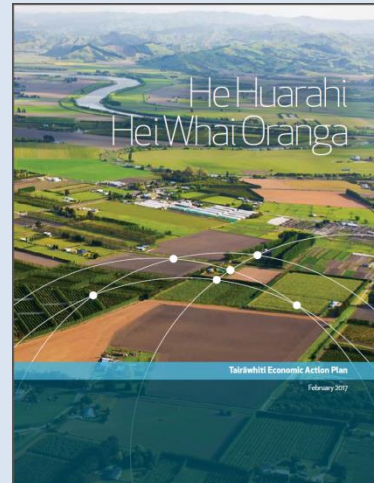 He Huarahi
Hei Whai Oranga
Tairāwhiti Economic Action Plan
February 2017